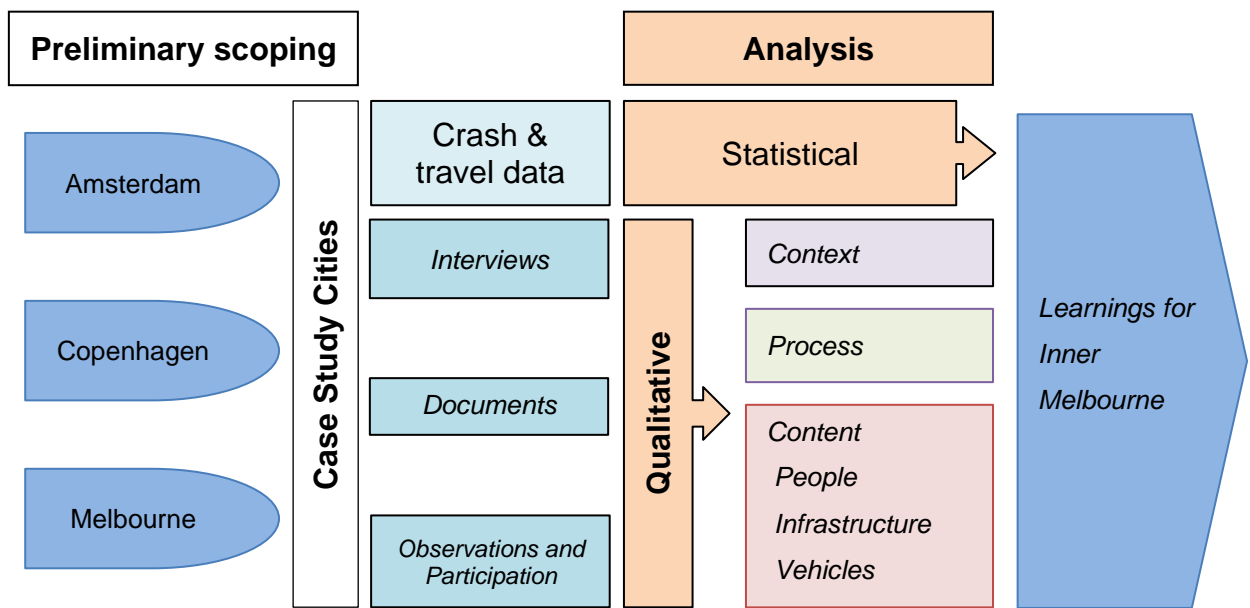 Preliminary scoping
Analysis
Amsterdam
Copenhagen
Melbourne
Case Study Cities
Crash &
travel data
Interviews
Documents
Observations and
Participation
Statistical
Qualitative
Context
Process
Content
People
Infrastructure
Vehicles
Learnings for
Inner
Melbourne